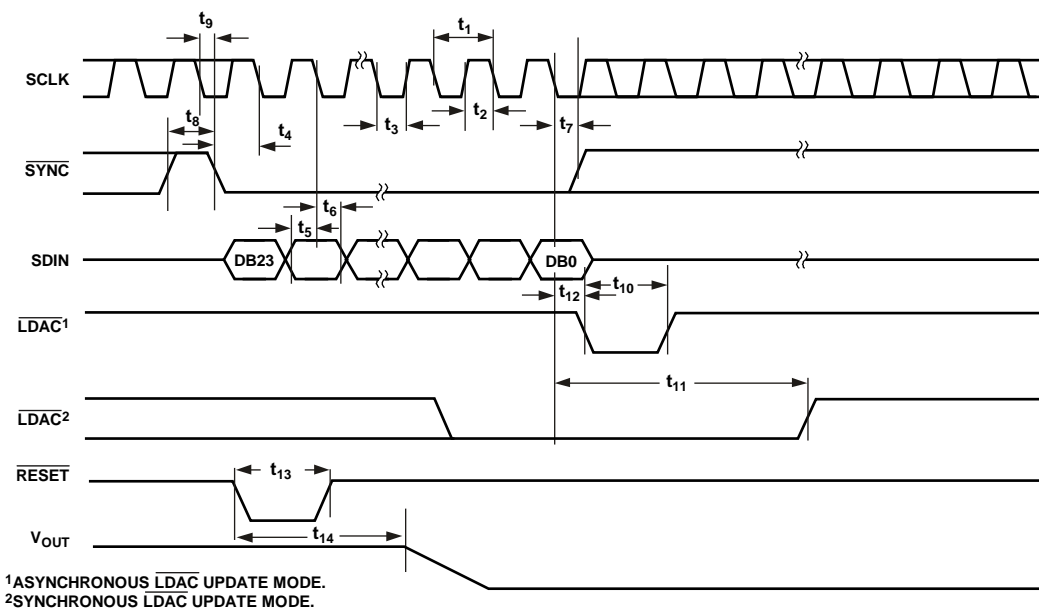 t9
t1
SCLK
t8
t4
t3
t2
t7
SYNC
t5
t6
SDIN
DB23
DB0
t12
t10
LDAC1
t11
LDAC2
RESET
t13
t14
VOUT
1ASYNCHRONOUS LDAC UPDATE MODE.
2SYNCHRONOUS LDAC UPDATE MODE.